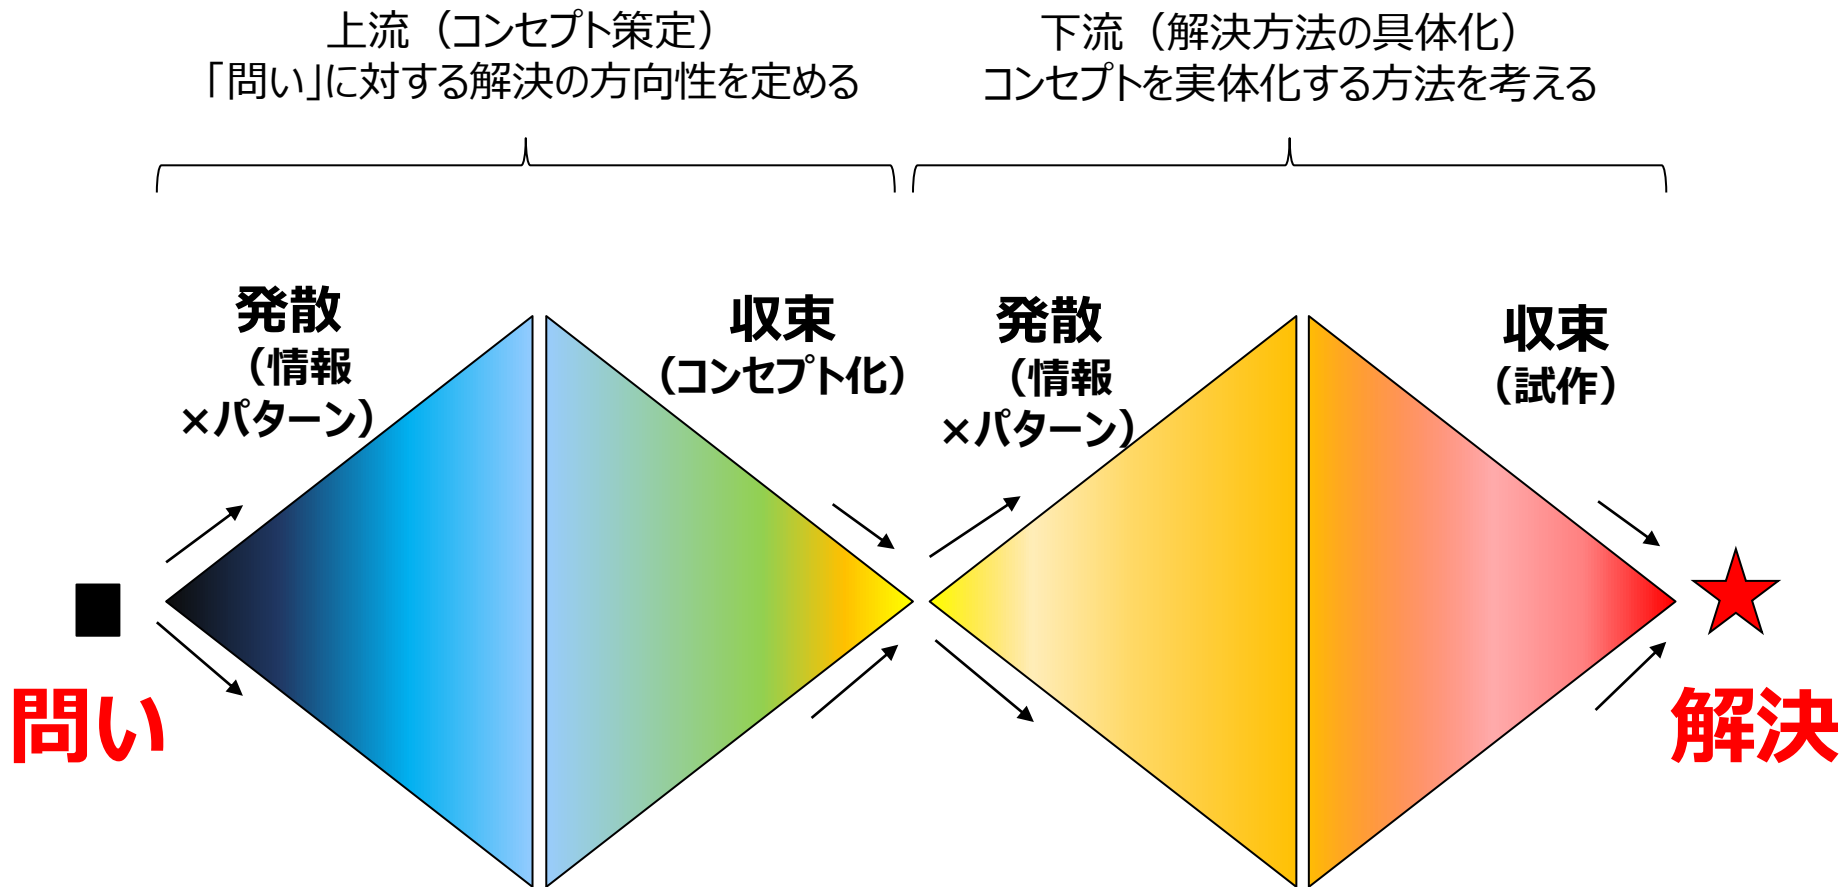 上流（コンセプト策定）
「問い」に対する解決の方向性を定める
下流（解決方法の具体化）
コンセプトを実体化する方法を考える
発散
（情報
×パターン）
収束
（コンセプト化）
発散
（情報
×パターン）
収束
（試作）
問い
解決